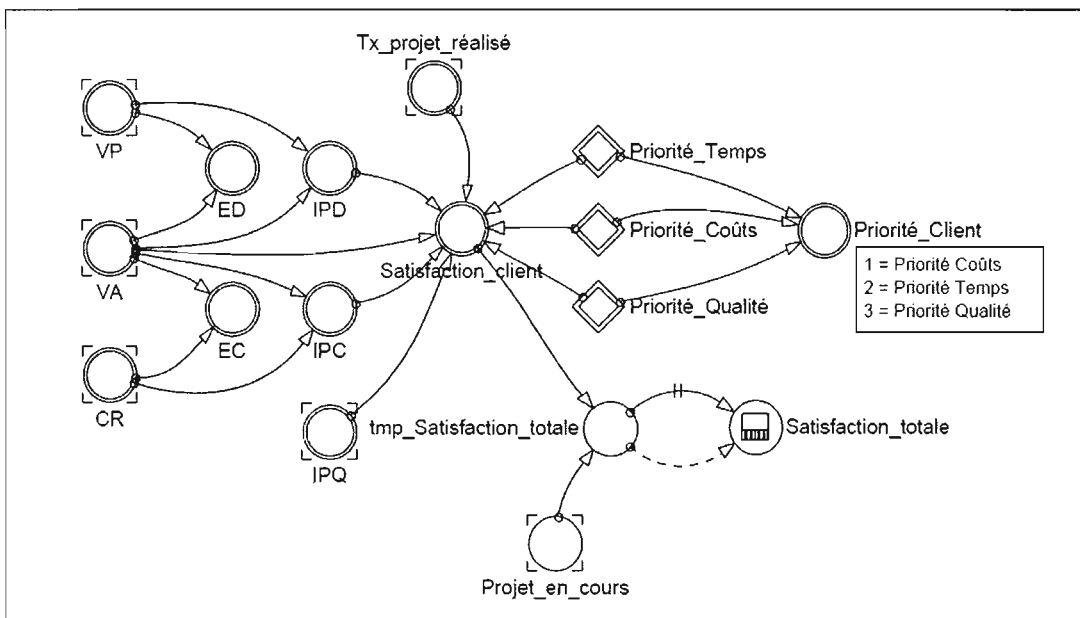 Tx_projet_réalisé
VP
Priorité_Temps
ED
IPD
Priorité_Coûts
Priorité_Client
Satisfaction_client
1 = Priorité Coûts
2 = Priorité Temps
3 = Priorité Qualité
VA
Priorité_Qualité
EC
IPC
CR
tmp_Satisfaction_totale
Satisfaction_totale
IPQ
Projet_en_cours